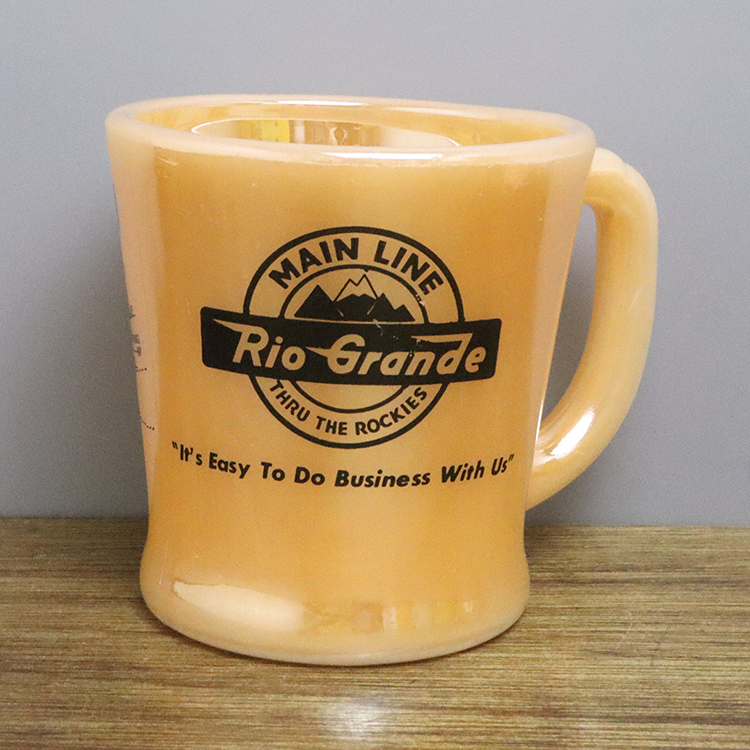 MAIN LINE
Rio Grande
THRU THE ROCKIES
"It's Easy To Do Business With Us"